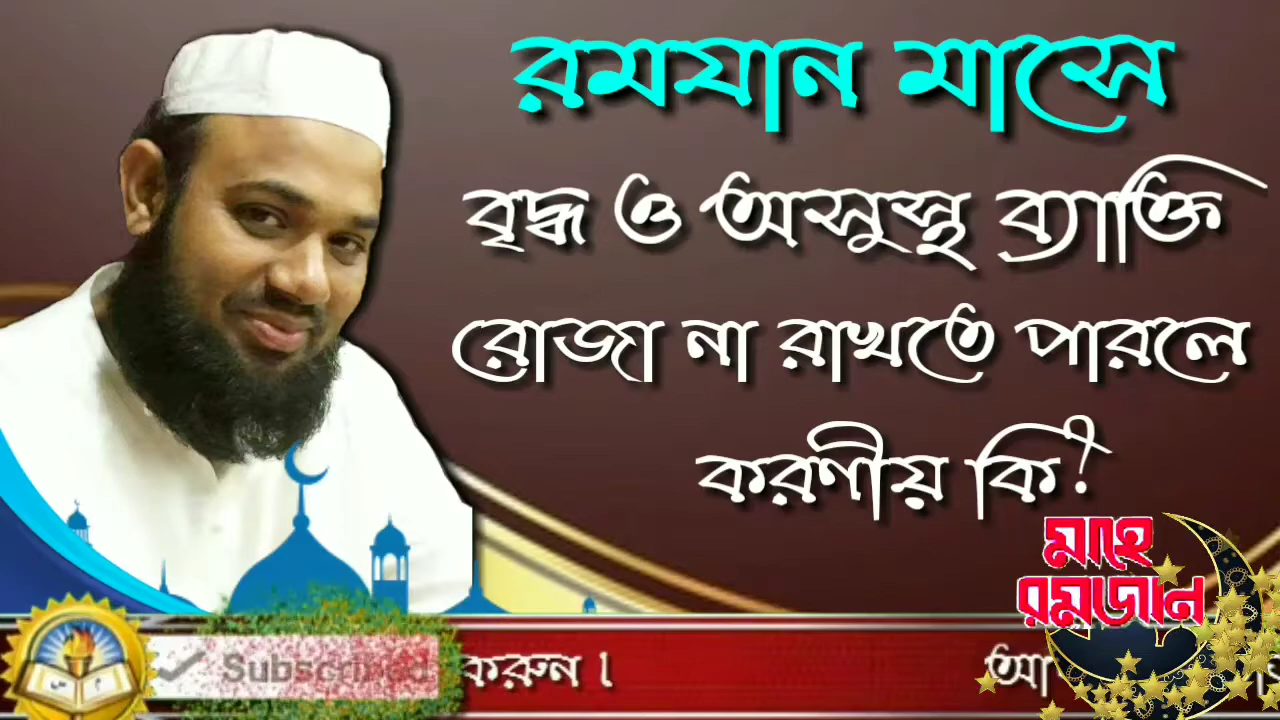 রমযান মাসে
বৃদ্ধ ও অসুস্থ ব্যাক্তি
রোজা না রাখতে পারলে
করণীয় কি?
মাহে
রমজান
Subscribed করুন।